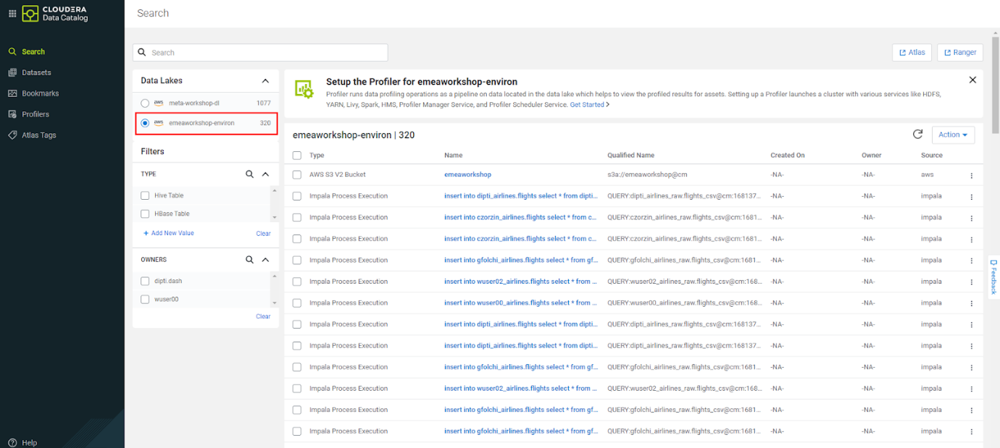 CLOUDERA
Data Catalog
Search
Datasets
Bookmarks
Profilers
Atlas Tags
Help
Search
Search
Atlas
Ranger
Data Lakes
aws meta-workshop-dl 1077
aws emeaworkshop-environ 320
Filters
TYPE
Hive Table
HBase Table
+ Add New Value Clear
OWNERS
dipti.dash
wuser00
Clear
Setup the Profiler for emeaworkshop-environ
Profiler runs data profiling operations as a pipeline on data located in the data lake which helps to view the profiled results for assets. Setting up a Profiler launches a cluster with various services like HDFS,
YARN, Livy, Spark, HMS, Profiler Manager Service, and Profiler Scheduler Service. Get Started >
emeaworkshop-environ | 320
Action
Type Name Qualified Name Created On Owner Source
AWS S3 V2 Bucket emeaworkshop s3a://emeaworkshop@cm -NA- -NA- aws
Impala Process Execution insert into dipti_airlines.flights select * from dipti... QUERY:dipti_airlines_raw.flights_csv@cm:168137... -NA- -NA- impala
Impala Process Execution insert into czorzin_airlines.flights select * from c... QUERY:czorzin_airlines_raw.flights_csv@cm:1681... -NA- -NA- impala
Impala Process Execution insert into czorzin_airlines.flights select * from c... QUERY:czorzin_airlines_raw.flights_csv@cm:1681... -NA- -NA- impala
Impala Process Execution insert into gfolchi_airlines.flights select * from gf... QUERY:gfolchi_airlines_raw.flights_csv@cm:1681... -NA- -NA- impala
Impala Process Execution insert into wuser02_airlines.flights select * from ... QUERY:wuser02_airlines_raw.flights_csv@cm:168... -NA- -NA- impala
Impala Process Execution insert into wuser00_airlines.flights select * from ... QUERY:wuser00_airlines_raw.flights_csv@cm:168... -NA- -NA- impala
Impala Process Execution insert into dipti_airlines.flights select * from dipti... QUERY:dipti_airlines_raw.flights_csv@cm:168137... -NA- -NA- impala
Impala Process Execution insert into dipti_airlines.flights select * from dipti... QUERY:dipti_airlines_raw.flights_csv@cm:168137... -NA- -NA- impala
Impala Process Execution insert into gfolchi_airlines.flights select * from gf... QUERY:gfolchi_airlines_raw.flights_csv@cm:1681... -NA- -NA- impala
Impala Process Execution insert into wuser02_airlines.flights select * from ... QUERY:wuser02_airlines_raw.flights_csv@cm:168... -NA- -NA- impala
Impala Process Execution insert into gfolchi_airlines.flights select * from gf... QUERY:gfolchi_airlines_raw.flights_csv@cm:1681... -NA- -NA- impala
Impala Process Execution insert into gfolchi_airlines.flights select * from gf... QUERY:gfolchi_airlines_raw.flights_csv@cm:1681... -NA- -NA- impala
Feedback